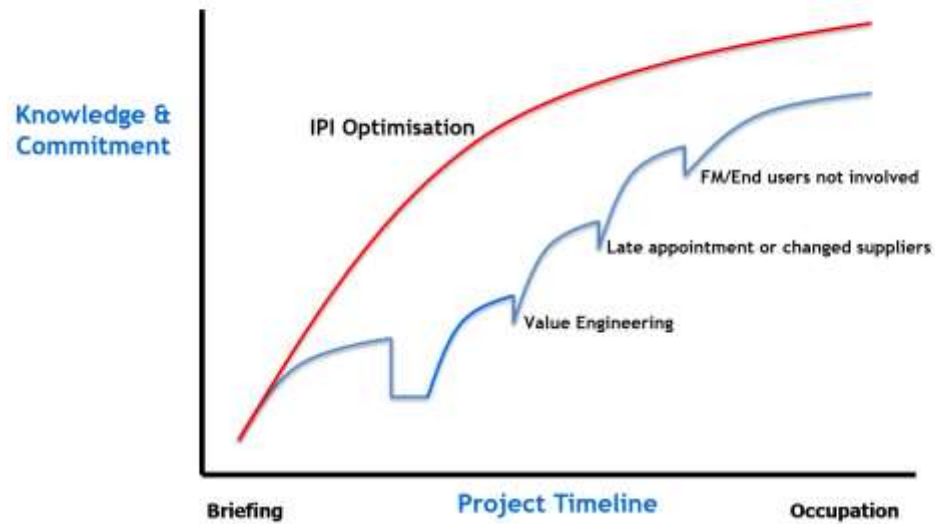 Knowledge &
Commitment
IPI Optimisation
FM/End users not involved
Late appointment or changed suppliers
Value Engineering
Briefing
Project Timeline
Occupation